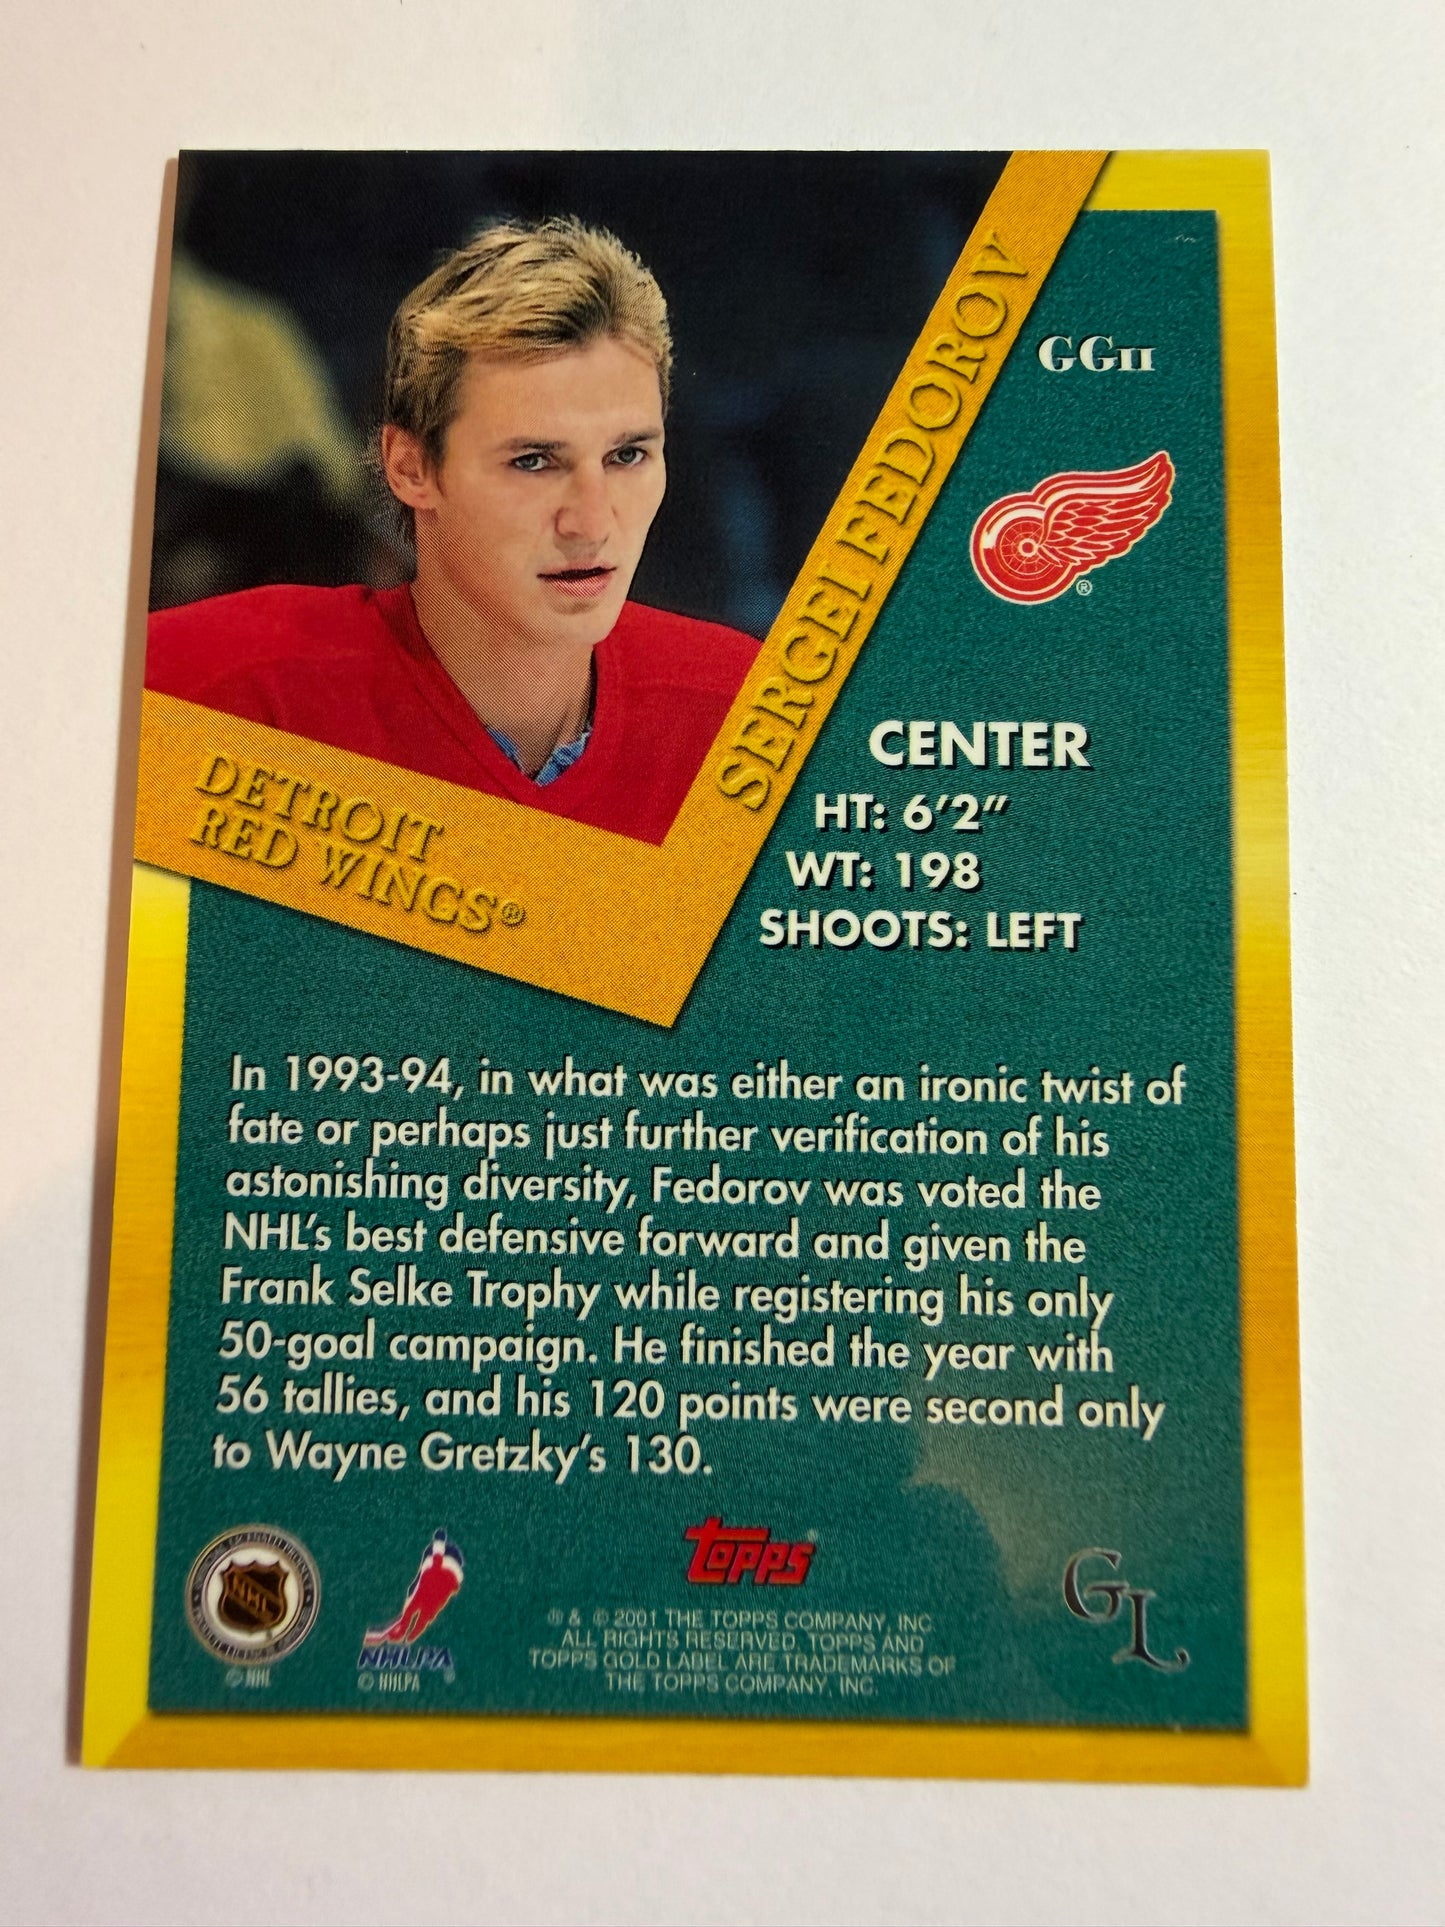 SERGEI FEDOROV
GG11
DETROIT
RED WINGS®
®
CENTER
HT: 6'2"
WT: 198
SHOOTS: LEFT
In 1993-94, in what was either an ironic twist of
fate or perhaps just further verification of his
astonishing diversity, Fedorov was voted the
NHL's best defensive forward and given the
Frank Selke Trophy while registering his only
50-goal campaign. He finished the year with
56 tallies, and his 120 points were second only
to Wayne Gretzky's 130.
NHL
© NHL
NHLPA
© NHLPA
topps
® & © 2001 THE TOPPS COMPANY, INC.
ALL RIGHTS RESERVED. TOPPS AND
TOPPS GOLD LABEL ARE TRADEMARKS OF
THE TOPPS COMPANY, INC.
GL